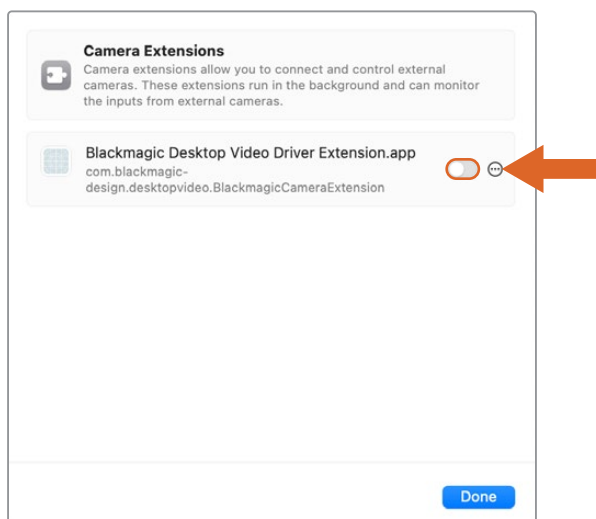 Camera Extensions
Camera extensions allow you to connect and control external
cameras. These extensions run in the background and can monitor
the inputs from external cameras.
Blackmagic Desktop Video Driver Extension.app
com.blackmagic-
design.desktopvideo.BlackmagicCameraExtension
Done